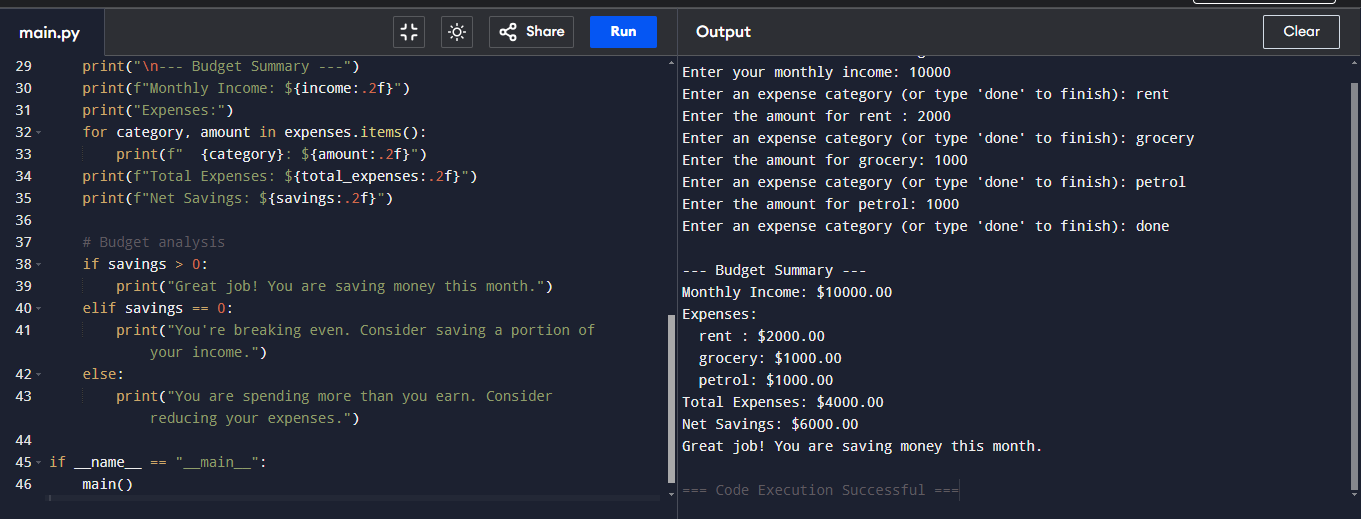 main.py
Share
Run
29     print("\n--- Budget Summary ---")
30     print(f"Monthly Income: ${income:.2f}")
31     print("Expenses:")
32     for category, amount in expenses.items():
33         print(f"  {category}: ${amount:.2f}")
34     print(f"Total Expenses: ${total_expenses:.2f}")
35     print(f"Net Savings: ${savings:.2f}")
36
37     # Budget analysis
38     if savings > 0:
39         print("Great job! You are saving money this month.")
40     elif savings == 0:
41         print("You're breaking even. Consider saving a portion of
your income.")
42     else:
43         print("You are spending more than you earn. Consider
reducing your expenses.")
44
45 if __name__ == "__main__":
46     main()
Output
Clear
Enter your monthly income: 10000
Enter an expense category (or type 'done' to finish): rent
Enter the amount for rent : 2000
Enter an expense category (or type 'done' to finish): grocery
Enter the amount for grocery: 1000
Enter an expense category (or type 'done' to finish): petrol
Enter the amount for petrol: 1000
Enter an expense category (or type 'done' to finish): done
--- Budget Summary ---
Monthly Income: $10000.00
Expenses:
  rent : $2000.00
  grocery: $1000.00
  petrol: $1000.00
Total Expenses: $4000.00
Net Savings: $6000.00
Great job! You are saving money this month.
=== Code Execution Successful ===